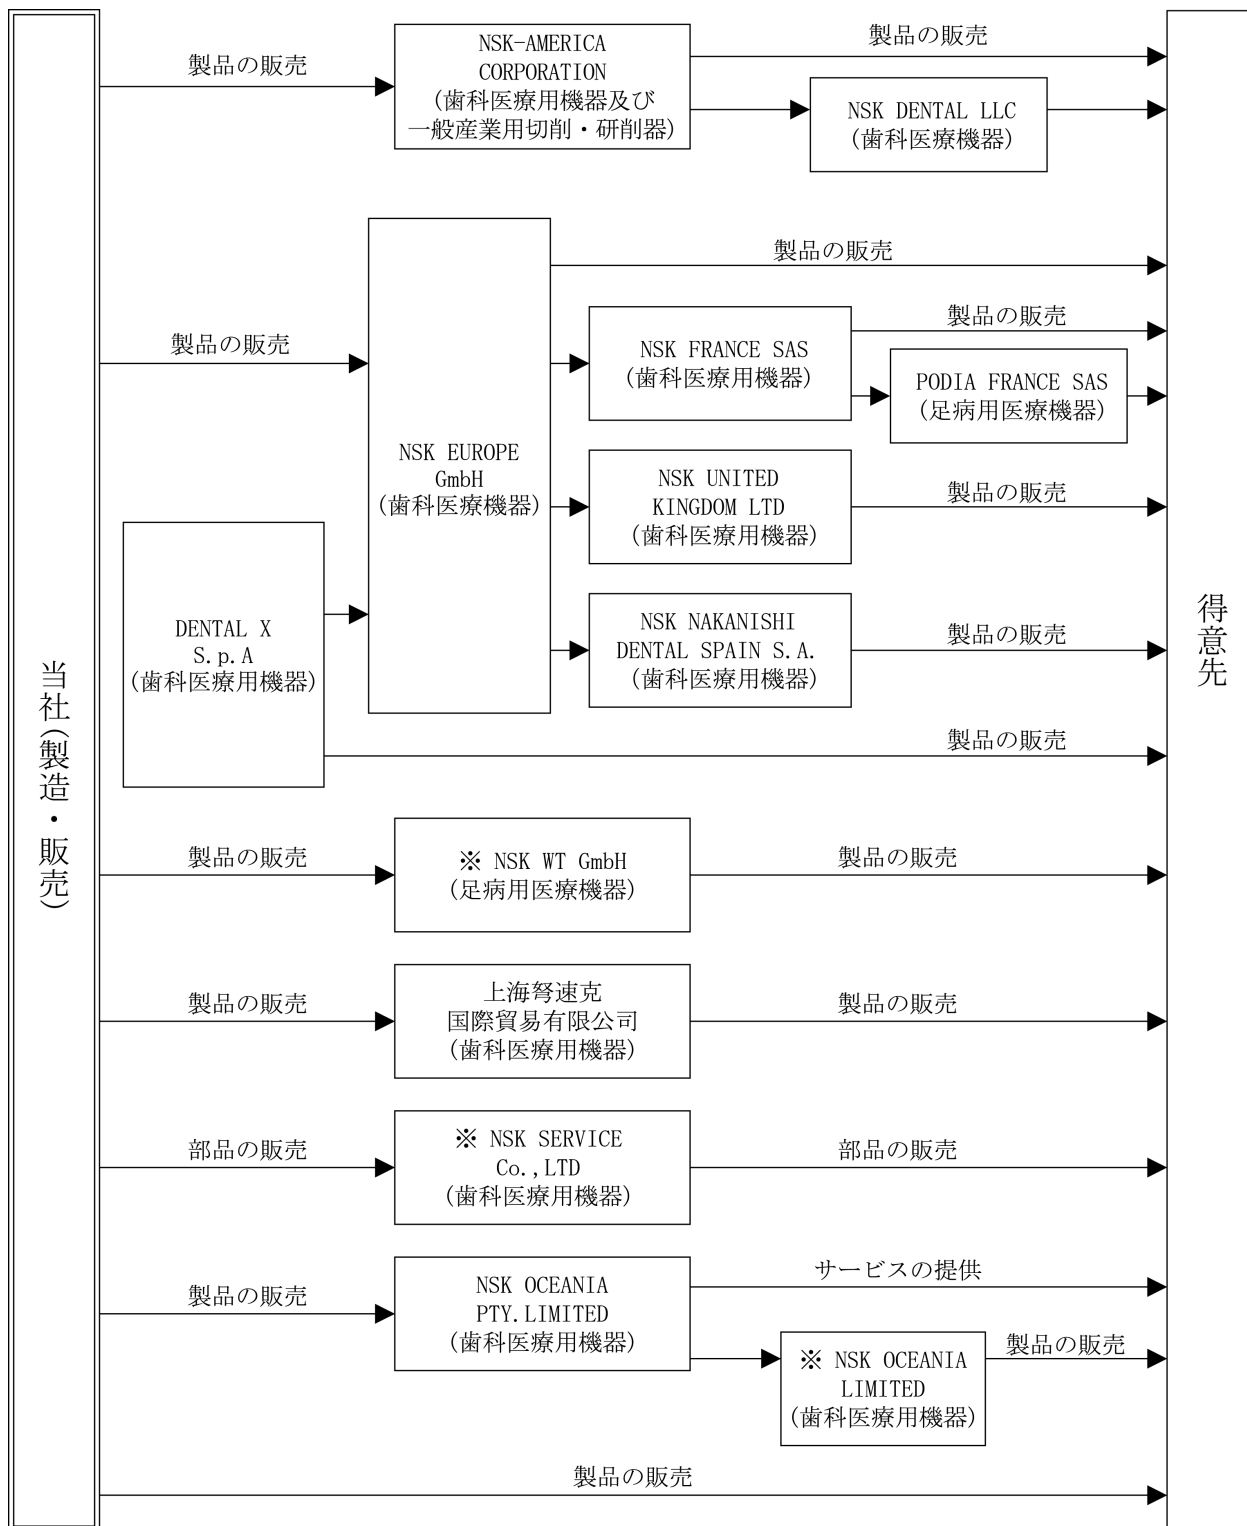 製品の販売
NSK-AMERICA
CORPORATION
(歯科医療用機器及び
一般産業用切削・研削器)
製品の販売
NSK DENTAL LLC
(歯科医療機器)
製品の販売
製品の販売
NSK EUROPE
GmbH
(歯科医療機器)
NSK FRANCE SAS
(歯科医療用機器)
製品の販売
PODIA FRANCE SAS
(足病用医療機器)
NSK UNITED
KINGDOM LTD
(歯科医療用機器)
製品の販売
DENTAL X
S.p.A
(歯科医療用機器)
NSK NAKANISHI
DENTAL SPAIN S.A.
(歯科医療用機器)
製品の販売
製品の販売
当社(製造・販売)
得意先
製品の販売
※ NSK WT GmbH
(足病用医療機器)
製品の販売
製品の販売
上海弩速克
国際貿易有限公司
(歯科医療用機器)
製品の販売
部品の販売
※ NSK SERVICE
Co.,LTD
(歯科医療用機器)
部品の販売
製品の販売
NSK OCEANIA
PTY.LIMITED
(歯科医療用機器)
サービスの提供
※ NSK OCEANIA
LIMITED
(歯科医療用機器)
製品の販売
製品の販売